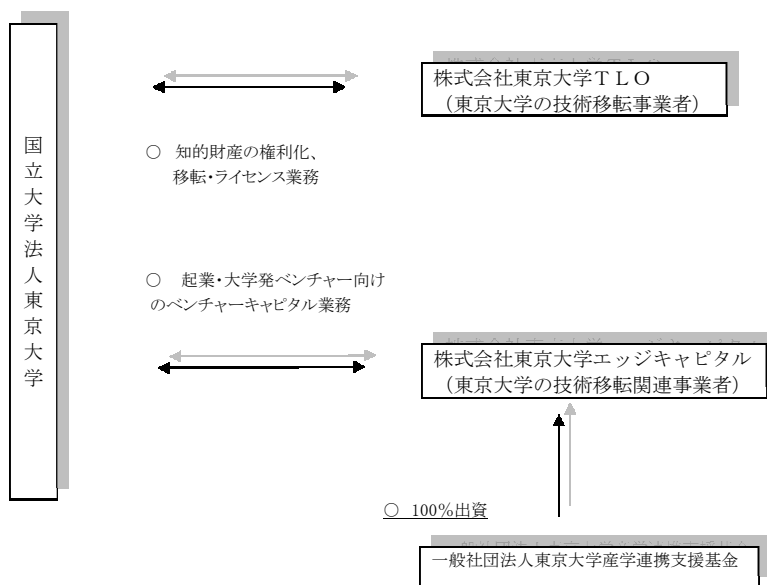 国立大学法人東京大学
株式会社東京大学ＴＬＯ
（東京大学の技術移転事業者）
○　知的財産の権利化、
移転・ライセンス業務
○　起業・大学発ベンチャー向け
のベンチャーキャピタル業務
株式会社東京大学エッジキャピタル
（東京大学の技術移転関連事業者）
○　100％出資
一般社団法人東京大学産学連携支援基金